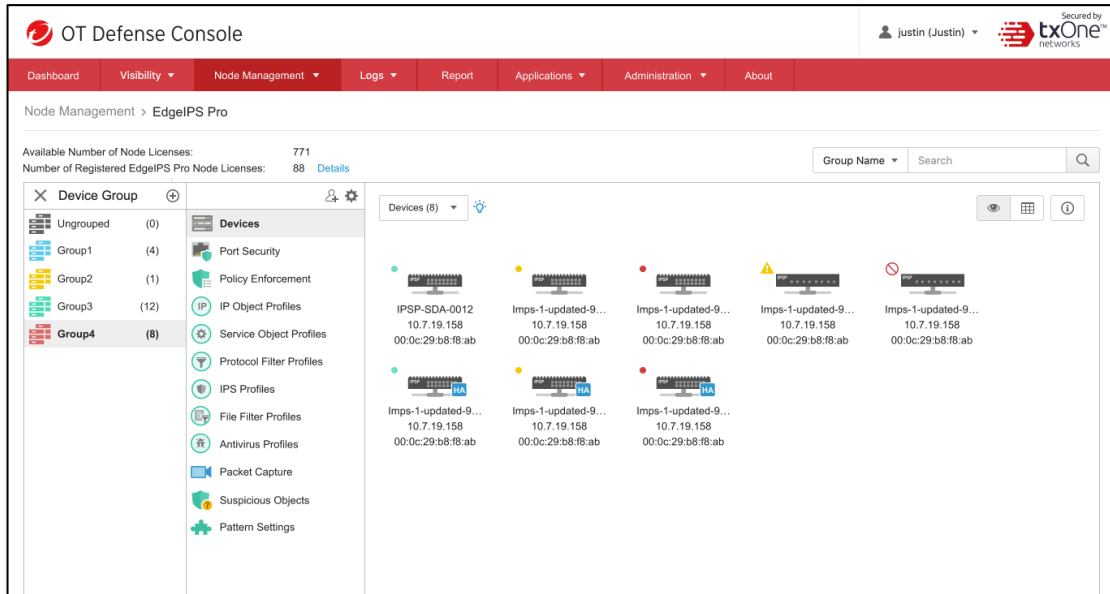 OT Defense Console
justin (Justin)
Secured by
txOne™
networks
Dashboard Visibility Node Management Logs Report Applications Administration About
Node Management > EdgeIPS Pro
Available Number of Node Licenses: 771
Number of Registered EdgeIPS Pro Node Licenses: 88 Details
Group Name Search
Device Group
Ungrouped (0)
Group1 (4)
Group2 (1)
Group3 (12)
Group4 (8)
Devices
Port Security
Policy Enforcement
IP IP Object Profiles
Service Object Profiles
Protocol Filter Profiles
IPS Profiles
File Filter Profiles
Antivirus Profiles
Packet Capture
Suspicious Objects
Pattern Settings
Devices (8)
IPSP IPSP IPSP IPSP IPSP
IPSP-SDA-0012 Imps-1-updated-9... Imps-1-updated-9... Imps-1-updated-9... Imps-1-updated-9...
10.7.19.158 10.7.19.158 10.7.19.158 10.7.19.158 10.7.19.158
00:0c:29:b8:f8:ab 00:0c:29:b8:f8:ab 00:0c:29:b8:f8:ab 00:0c:29:b8:f8:ab 00:0c:29:b8:f8:ab
IPSP HA IPSP HA IPSP HA
Imps-1-updated-9... Imps-1-updated-9... Imps-1-updated-9...
10.7.19.158 10.7.19.158 10.7.19.158
00:0c:29:b8:f8:ab 00:0c:29:b8:f8:ab 00:0c:29:b8:f8:ab